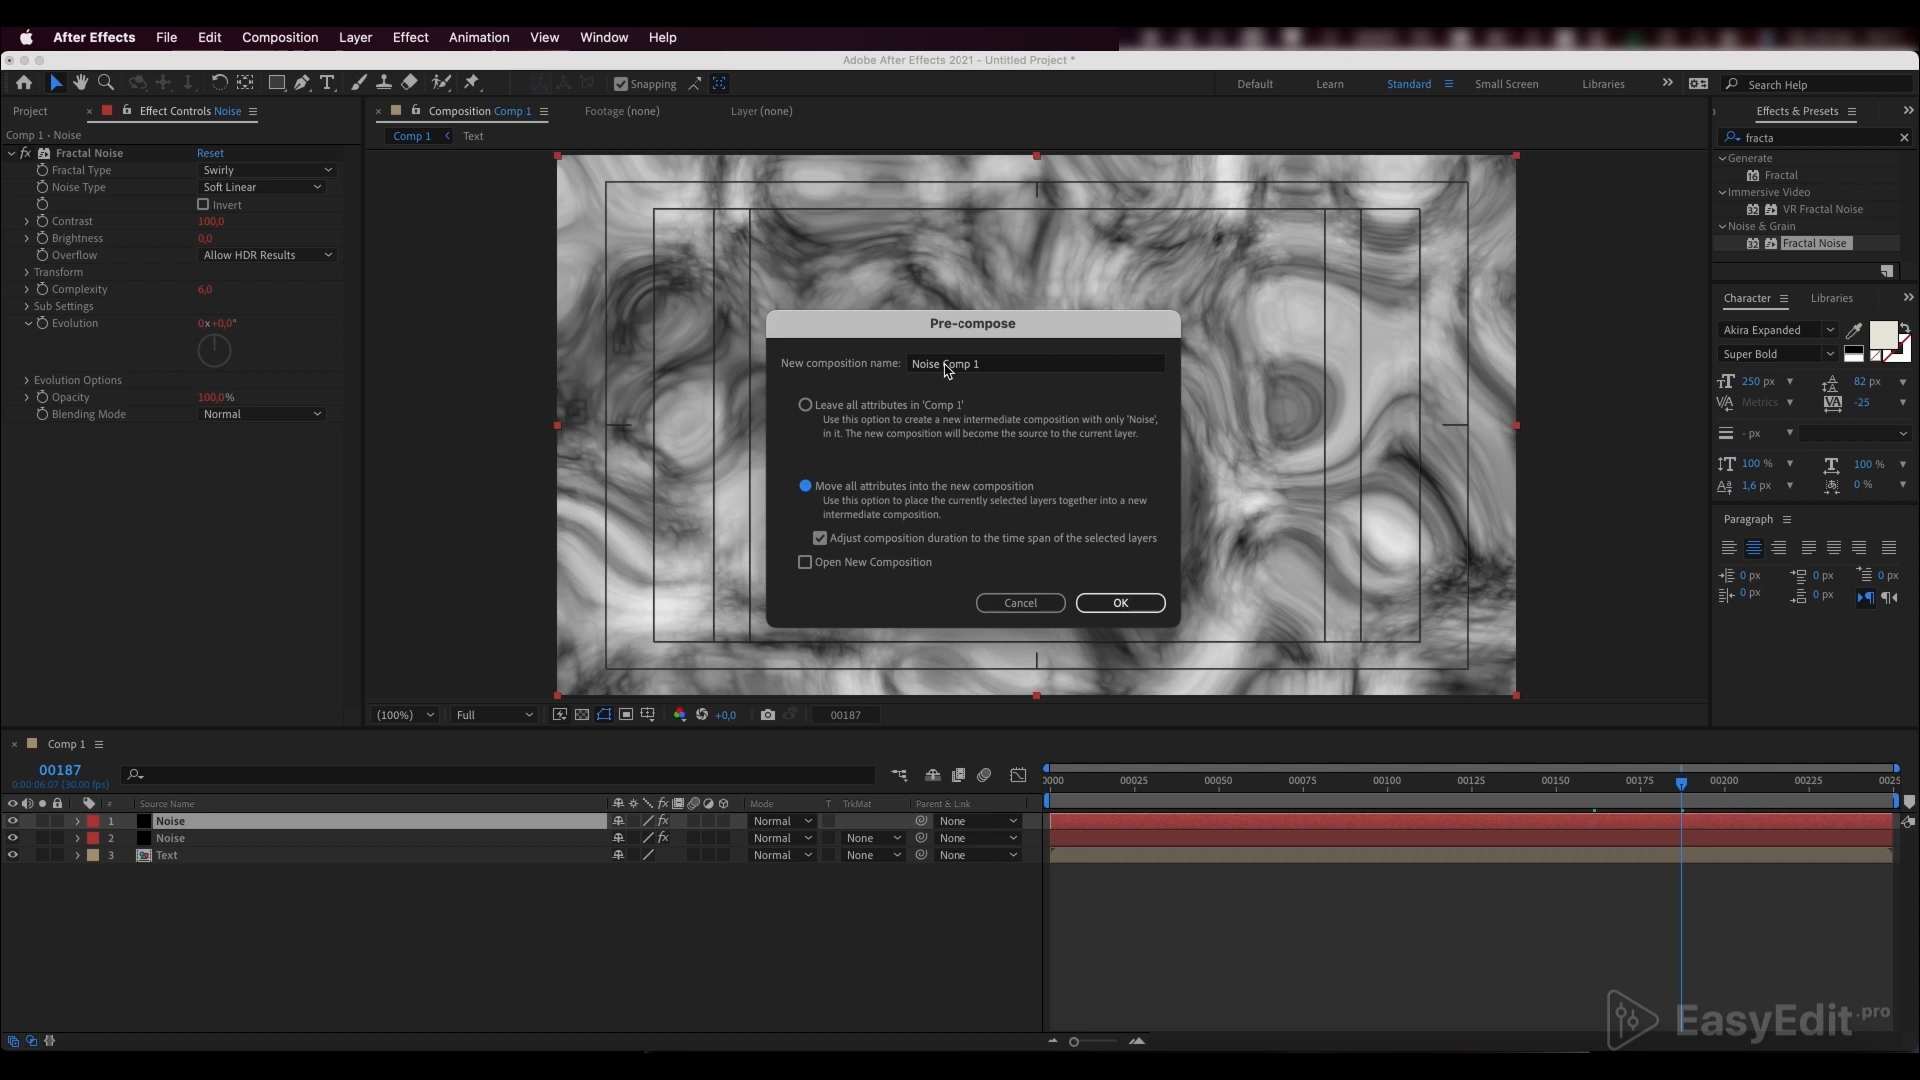 After Effects File Edit Composition Layer Effect Animation View Window Help
Adobe After Effects 2021 - Untitled Project *
Snapping
Default Learn Standard Small Screen Libraries Search Help
Project Effect Controls Noise
Comp 1 • Noise
fx Fractal Noise Reset
Fractal Type Swirly
Noise Type Soft Linear
Invert
Contrast 100,0
Brightness 0,0
Overflow Allow HDR Results
Transform
Complexity 6,0
Sub Settings
Evolution 0x+0,0°
Evolution Options
Opacity 100,0%
Blending Mode Normal
Composition Comp 1 Footage (none) Layer (none)
Comp 1 Text
Pre-compose
New composition name: Noise Comp 1
Leave all attributes in 'Comp 1'
Use this option to create a new intermediate composition with only 'Noise',
in it. The new composition will become the source to the current layer.
Move all attributes into the new composition
Use this option to place the currently selected layers together into a new
intermediate composition.
Adjust composition duration to the time span of the selected layers
Open New Composition
Cancel OK
(100%) Full +0,0 00187
Effects & Presets
fracta
Generate
16 Fractal
Immersive Video
32 VR Fractal Noise
Noise & Grain
32 Fractal Noise
Character Libraries
Akira Expanded
Super Bold
250 px 82 px
Metrics -25
- px
100 % 100 %
1,6 px 0 %
Paragraph
0 px 0 px 0 px
0 px 0 px
Comp 1
00187
0:00:06:07 (30.00 fps)
# Source Name fx Mode T TrkMat Parent & Link
1 Noise fx Normal None
2 Noise fx Normal None None
3 Text Normal None None
0000 00025 00050 00075 00100 00125 00150 00175 00200 00225 0025
EasyEdit.pro